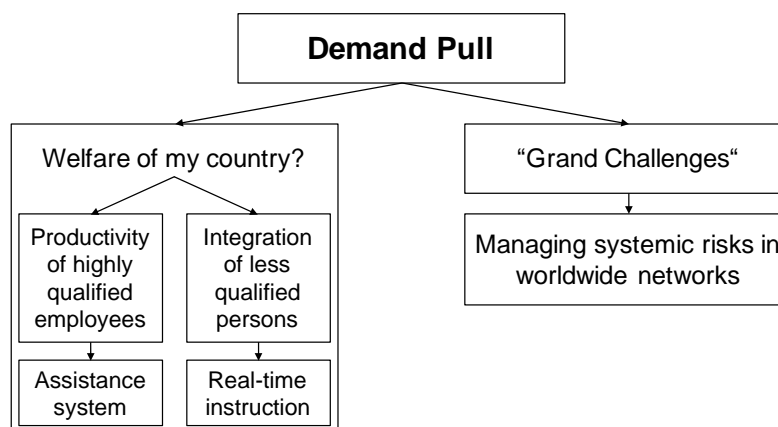 Demand Pull
Welfare of my country?
“Grand Challenges“
Productivity
of highly
qualified
employees
Integration
of less
qualified
persons
Managing systemic risks in
worldwide networks
Assistance
system
Real-time
instruction